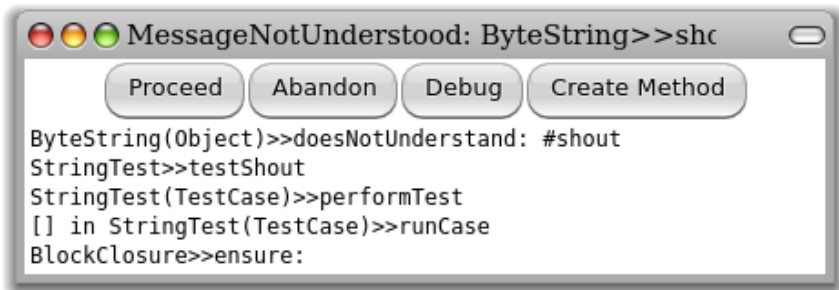 MessageNotUnderstood: ByteString>>shc
Proceed Abandon Debug Create Method
ByteString(Object)>>doesNotUnderstand: #shout
StringTest>>testShout
StringTest(TestCase)>>performTest
[] in StringTest(TestCase)>>runCase
BlockClosure>>ensure: